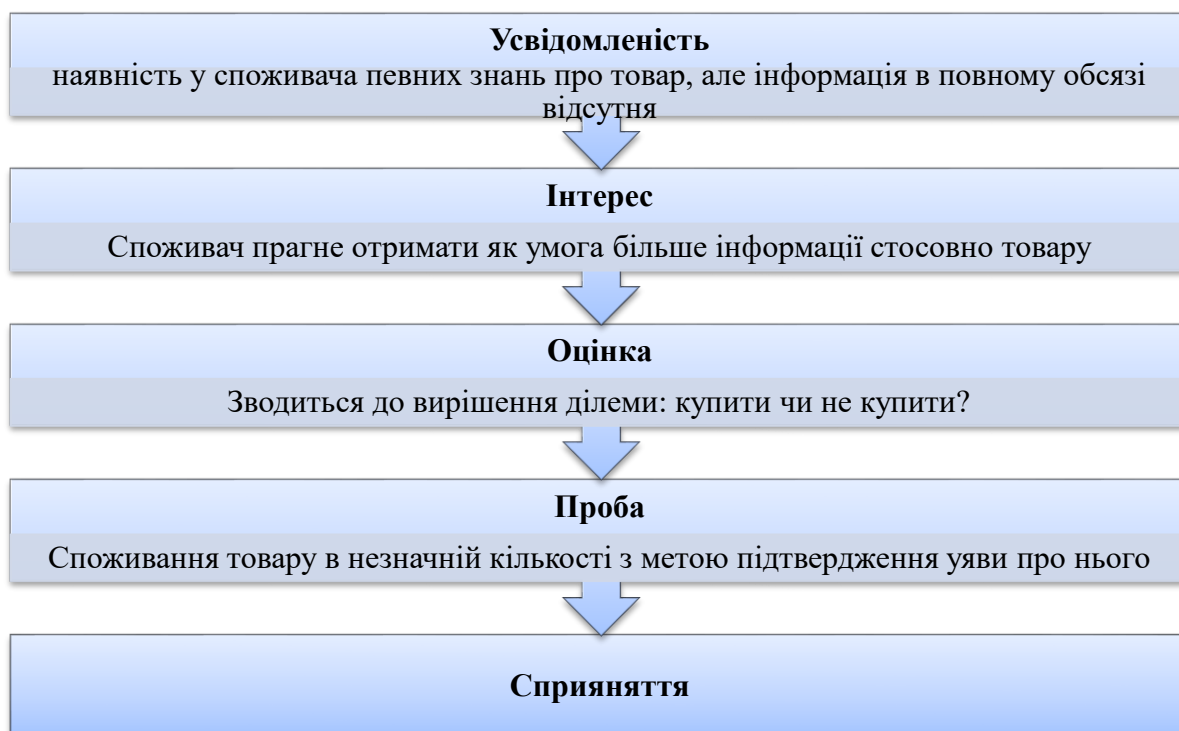 Усвідомленість
наявність у споживача певних знань про товар, але інформація в повному обсязі
відсутня
Інтерес
Споживач прагне отримати як умога більше інформації стосовно товару
Оцінка
Зводиться до вирішення ділеми: купити чи не купити?
Проба
Споживання товару в незначній кількості з метою підтвердження уяви про нього
Сприяняття